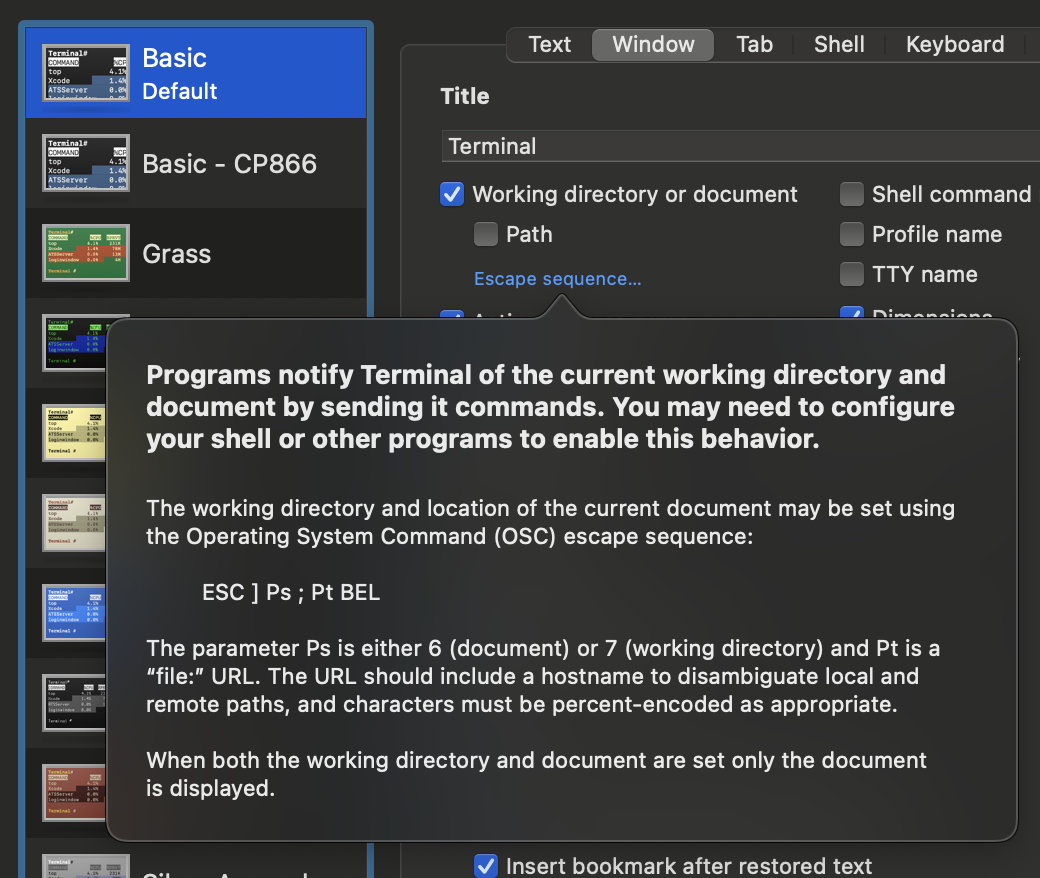 Basic
Default
Basic - CP866
Grass
Text Window Tab Shell Keyboard
Title
Terminal
Working directory or document
Shell command
Path
Profile name
Escape sequence...
TTY name
Dimensions
Programs notify Terminal of the current working directory and
document by sending it commands. You may need to configure
your shell or other programs to enable this behavior.
The working directory and location of the current document may be set using
the Operating System Command (OSC) escape sequence:
ESC ] Ps ; Pt BEL
The parameter Ps is either 6 (document) or 7 (working directory) and Pt is a
“file:” URL. The URL should include a hostname to disambiguate local and
remote paths, and characters must be percent-encoded as appropriate.
When both the working directory and document are set only the document
is displayed.
Insert bookmark after restored text